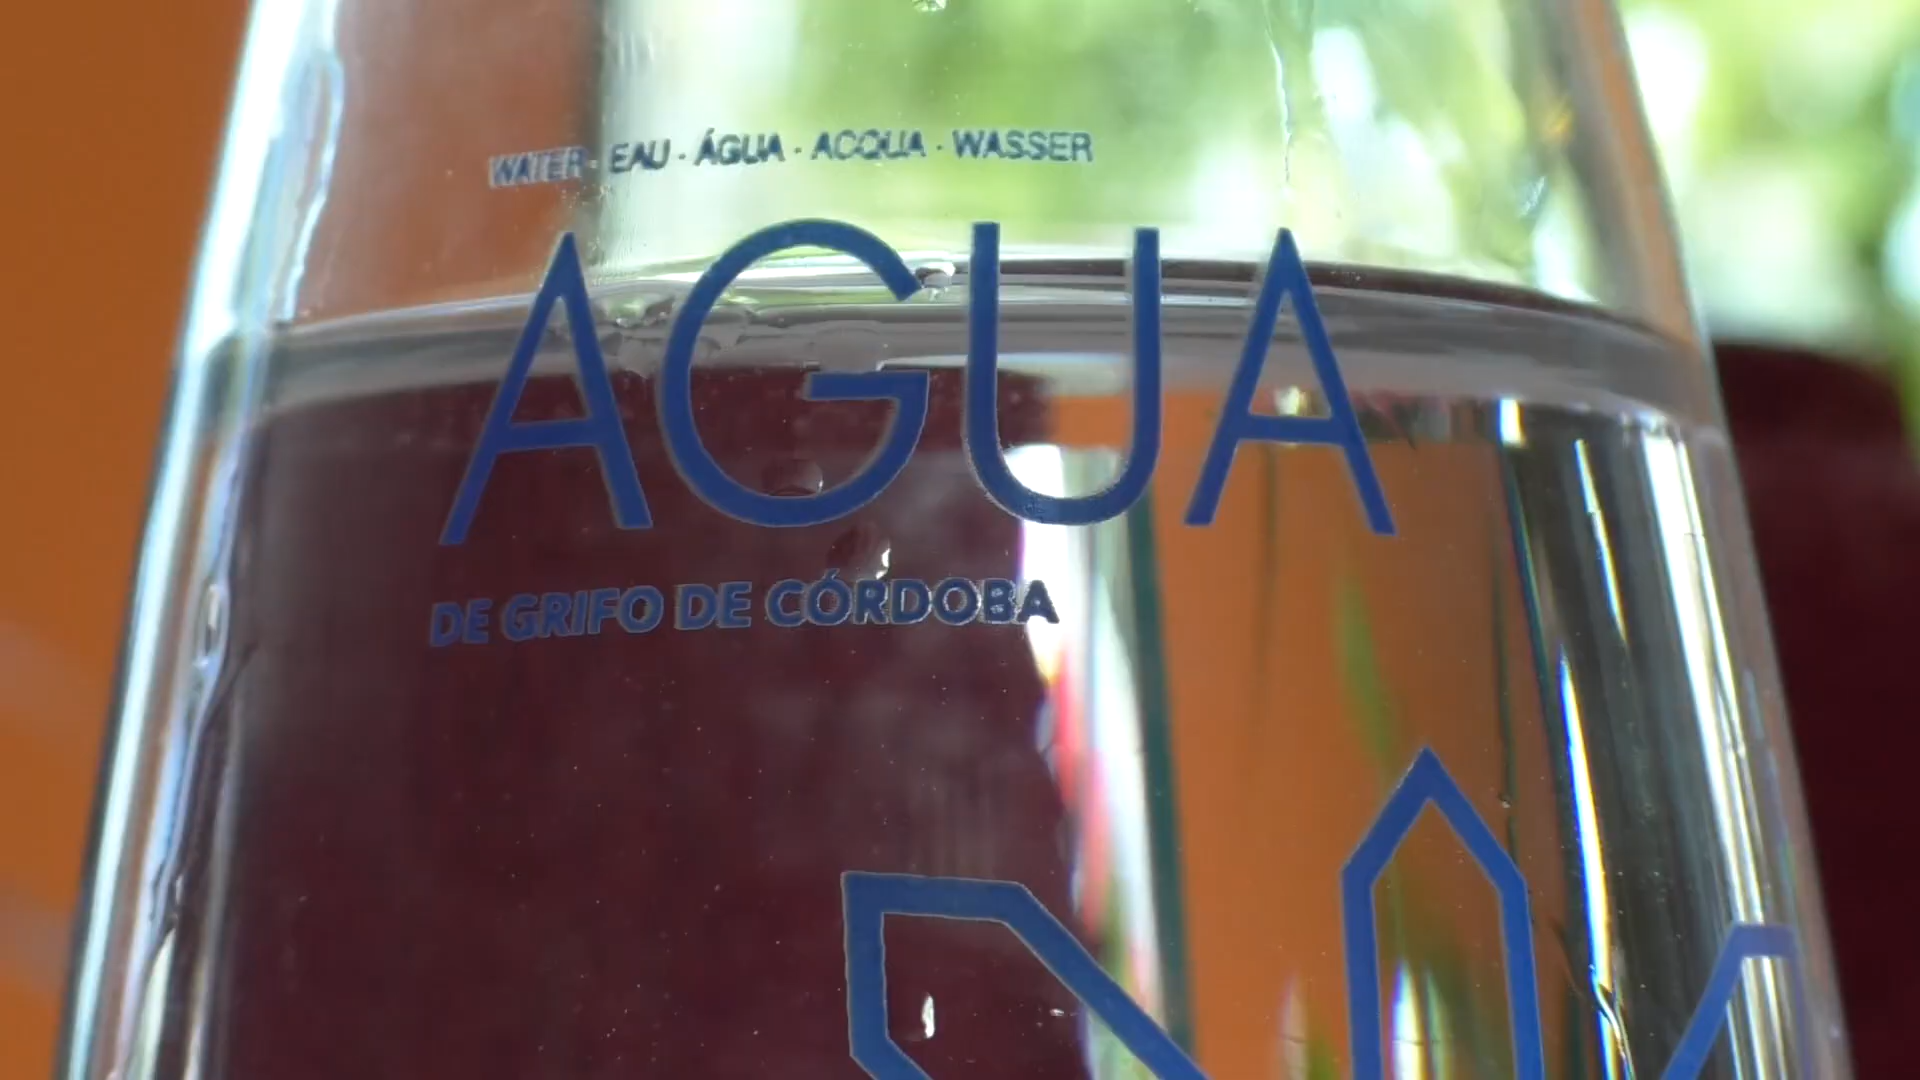 WATER · EAU · ÁGUA · ACQUA · WASSER
AGUA
DE GRIFO DE CÓRDOBA